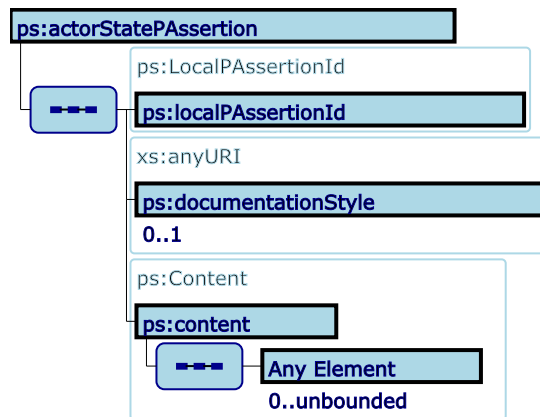 ps:actorStatePAssertion
ps:LocalPAssertionId
ps:localPAssertionId
xs:anyURI
ps:documentationStyle
0..1
ps:Content
ps:content
Any Element
0..unbounded